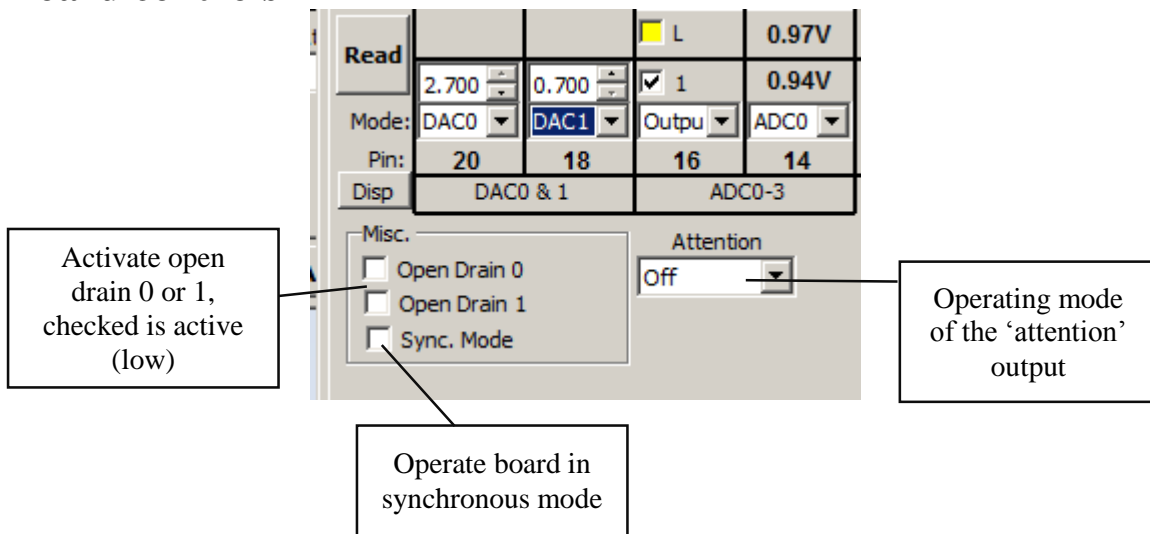 Read
L
0.97V
2.700
0.700
1
0.94V
Mode:
DAC0
DAC1
Outpu
ADC0
Pin:
20
18
16
14
Disp
DAC0 & 1
ADC0-3
Misc.
Open Drain 0
Open Drain 1
Sync. Mode
Attention
Off
Activate open
drain 0 or 1,
checked is active
(low)
Operating mode
of the ‘attention’
output
Operate board in
synchronous mode